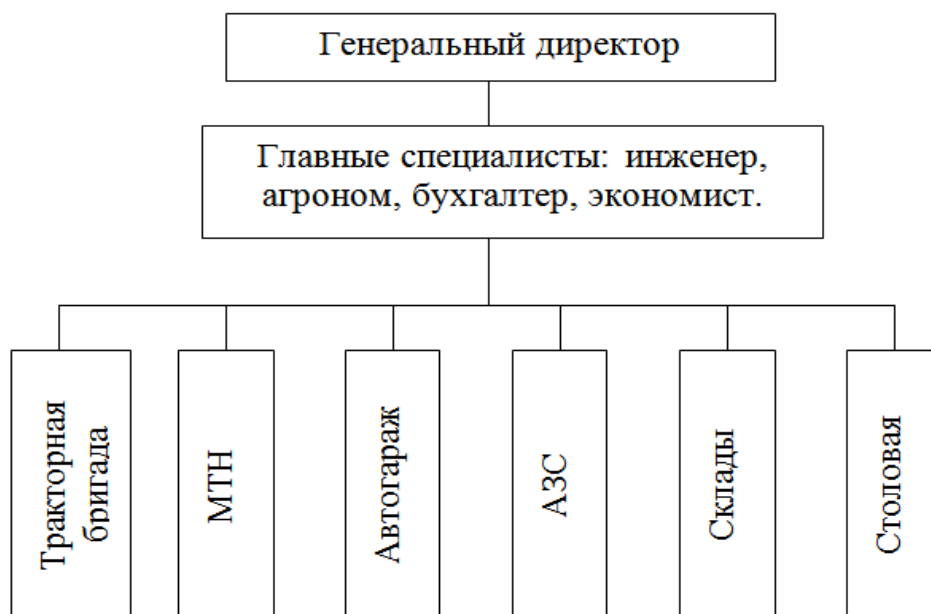 Генеральный директор
Главные специалисты: инженер,
агроном, бухгалтер, экономист.
Тракторная
бригада
МТН
Автогараж
АЗС
Склады
Столовая